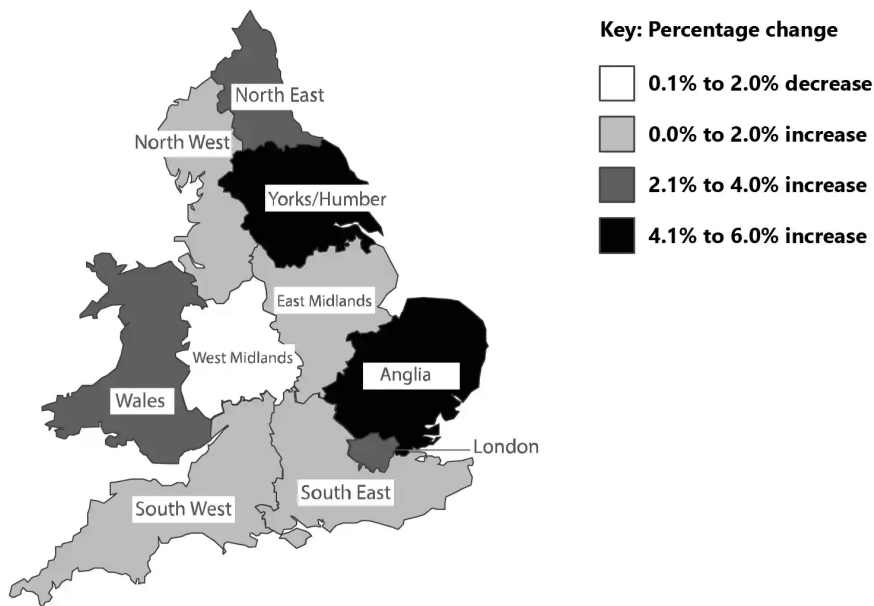 Key: Percentage change
0.1% to 2.0% decrease
0.0% to 2.0% increase
2.1% to 4.0% increase
4.1% to 6.0% increase
North East
North West
Yorks/Humber
East Midlands
West Midlands
Anglia
Wales
London
South East
South West